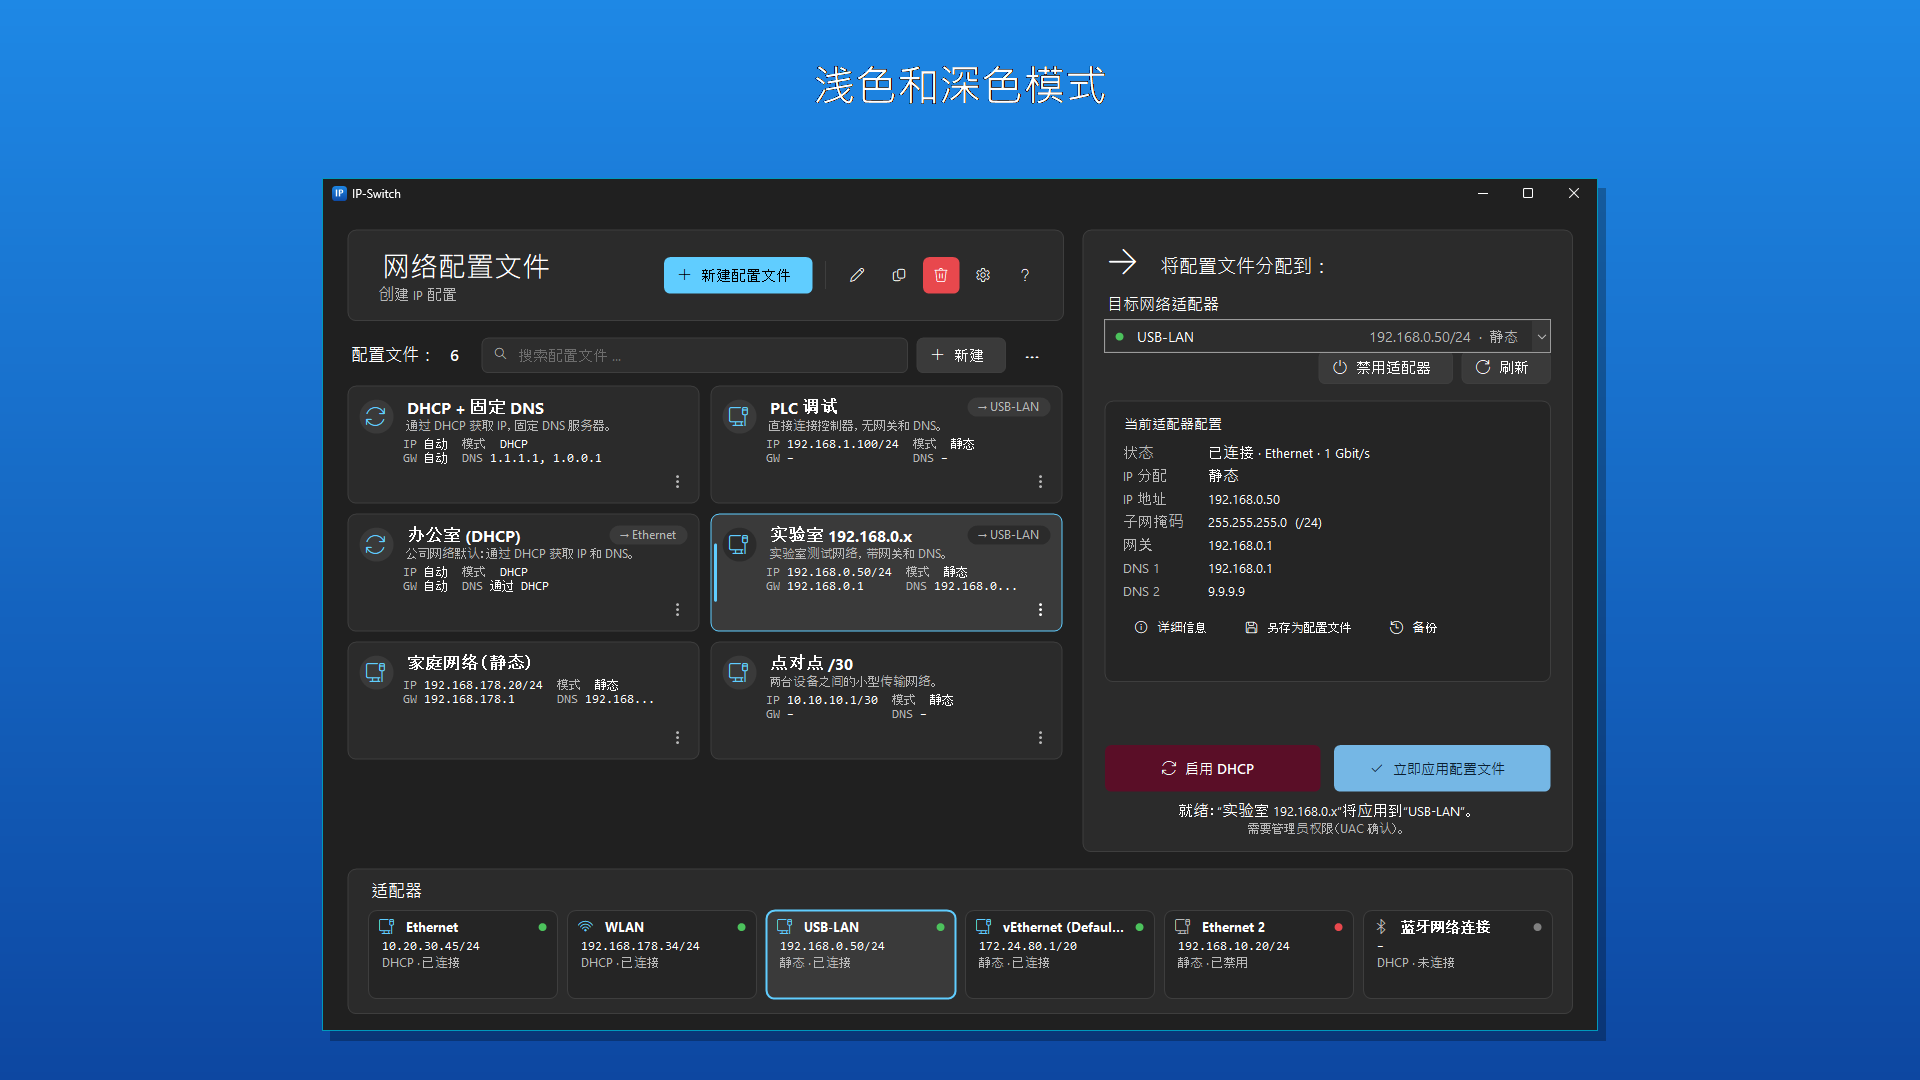 浅色和深色模式
IP IP-Switch
网络配置文件
创建 IP 配置
新建配置文件
?
配置文件： 6
搜索配置文件 ...
新建
...
DHCP + 固定 DNS
通过 DHCP 获取 IP, 固定 DNS 服务器。
IP 自动 模式 DHCP
GW 自动 DNS 1.1.1.1, 1.0.0.1
PLC 调试
→ USB-LAN
直接连接控制器, 无网关和 DNS。
IP 192.168.1.100/24 模式 静态
GW – DNS –
办公室 (DHCP)
→ Ethernet
公司网络默认: 通过 DHCP 获取 IP 和 DNS。
IP 自动 模式 DHCP
GW 自动 DNS 通过 DHCP
实验室 192.168.0.x
→ USB-LAN
实验室测试网络, 带网关和 DNS。
IP 192.168.0.50/24 模式 静态
GW 192.168.0.1 DNS 192.168.0...
家庭网络（静态）
IP 192.168.178.20/24 模式 静态
GW 192.168.178.1 DNS 192.168...
点对点 /30
两台设备之间的小型传输网络。
IP 10.10.10.1/30 模式 静态
GW – DNS –
将配置文件分配到：
目标网络适配器
USB-LAN 192.168.0.50/24 · 静态
禁用适配器
刷新
当前适配器配置
状态 已连接 · Ethernet · 1 Gbit/s
IP 分配 静态
IP 地址 192.168.0.50
子网掩码 255.255.255.0 (/24)
网关 192.168.0.1
DNS 1 192.168.0.1
DNS 2 9.9.9.9
详细信息
另存为配置文件
备份
启用 DHCP
立即应用配置文件
就绪: “实验室 192.168.0.x”将应用到“USB-LAN”。
需要管理员权限（UAC 确认）。
适配器
Ethernet
10.20.30.45/24
DHCP · 已连接
WLAN
192.168.178.34/24
DHCP · 已连接
USB-LAN
192.168.0.50/24
静态 · 已连接
vEthernet (Defaul...
172.24.80.1/20
静态 · 已连接
Ethernet 2
192.168.10.20/24
静态 · 已禁用
蓝牙网络连接
–
DHCP · 未连接